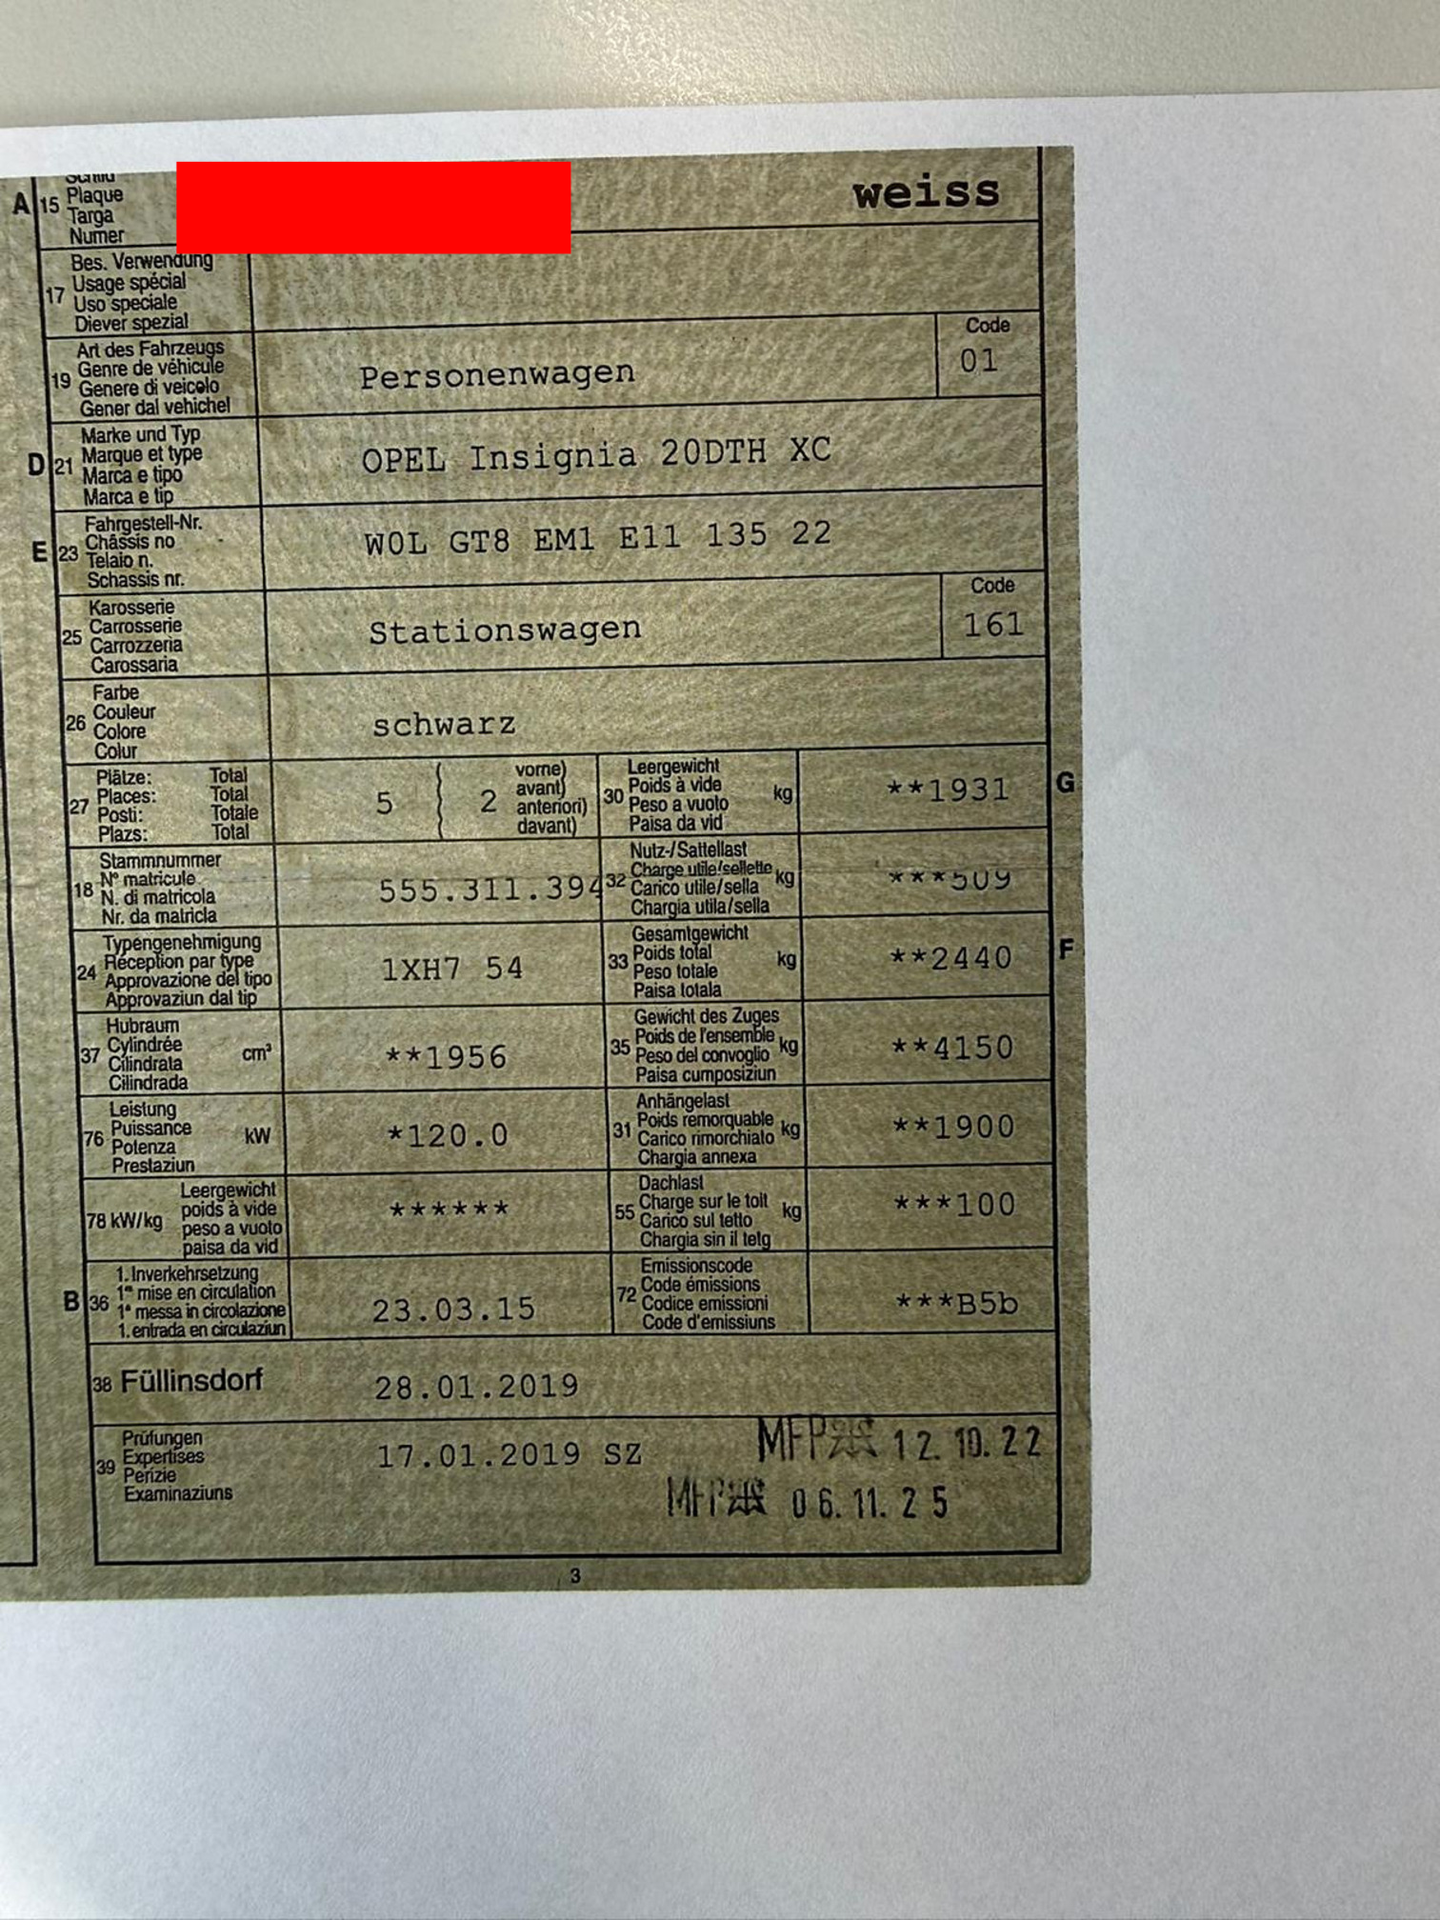 A 15 Schild
Plaque
Targa
Numer
weiss
17 Bes. Verwendung
Usage spécial
Uso speciale
Diever spezial
19 Art des Fahrzeugs
Genre de véhicule
Genere di veicolo
Gener dal vehichel
Personenwagen
Code
01
D 21 Marke und Typ
Marque et type
Marca e tipo
Marca e tip
OPEL Insignia 20DTH XC
E 23 Fahrgestell-Nr.
Châssis no
Telaio n.
Schassis nr.
W0L GT8 EM1 E11 135 22
25 Karosserie
Carrosserie
Carrozzeria
Carossaria
Stationswagen
Code
161
26 Farbe
Couleur
Colore
Colur
schwarz
27 Plätze: Total
Places: Total
Posti: Totale
Plazs: Total
5 ( 2 vorne)
avant)
anteriori)
davant)
30 Leergewicht
Poids à vide
Peso a vuoto
Paisa da vid
kg
**1931
G
18 Stammnummer
N° matricule
N. di matricola
Nr. da matricla
555.311.394
32 Nutz-/Sattellast
Charge utile/sellette
Carico utile/sella
Chargia utila/sella
kg
***509
24 Typengenehmigung
Réception par type
Approvazione del tipo
Approvaziun dal tip
1XH7 54
33 Gesamtgewicht
Poids total
Peso totale
Paisa totala
kg
**2440
F
37 Hubraum
Cylindrée
Cilindrata
Cilindrada
cm³
**1956
35 Gewicht des Zuges
Poids de l'ensemble
Peso del convoglio
Paisa cumposiziun
kg
**4150
76 Leistung
Puissance
Potenza
Prestaziun
kW
*120.0
31 Anhängelast
Poids remorquable
Carico rimorchiato
Chargia annexa
kg
**1900
78 kW/kg Leergewicht
poids à vide
peso a vuoto
paisa da vid
******
55 Dachlast
Charge sur le toit
Carico sul tetto
Chargia sin il tetg
kg
***100
B 36 1. Inverkehrsetzung
1re mise en circulation
1a messa in circolazione
1. entrada en circulaziun
23.03.15
72 Emissionscode
Code émissions
Codice emissioni
Code d'emissiuns
***B5b
38 Füllinsdorf
28.01.2019
39 Prüfungen
Expertises
Perizie
Examinaziuns
17.01.2019 SZ
MFP 12.10.22
MFP 06.11.25
3